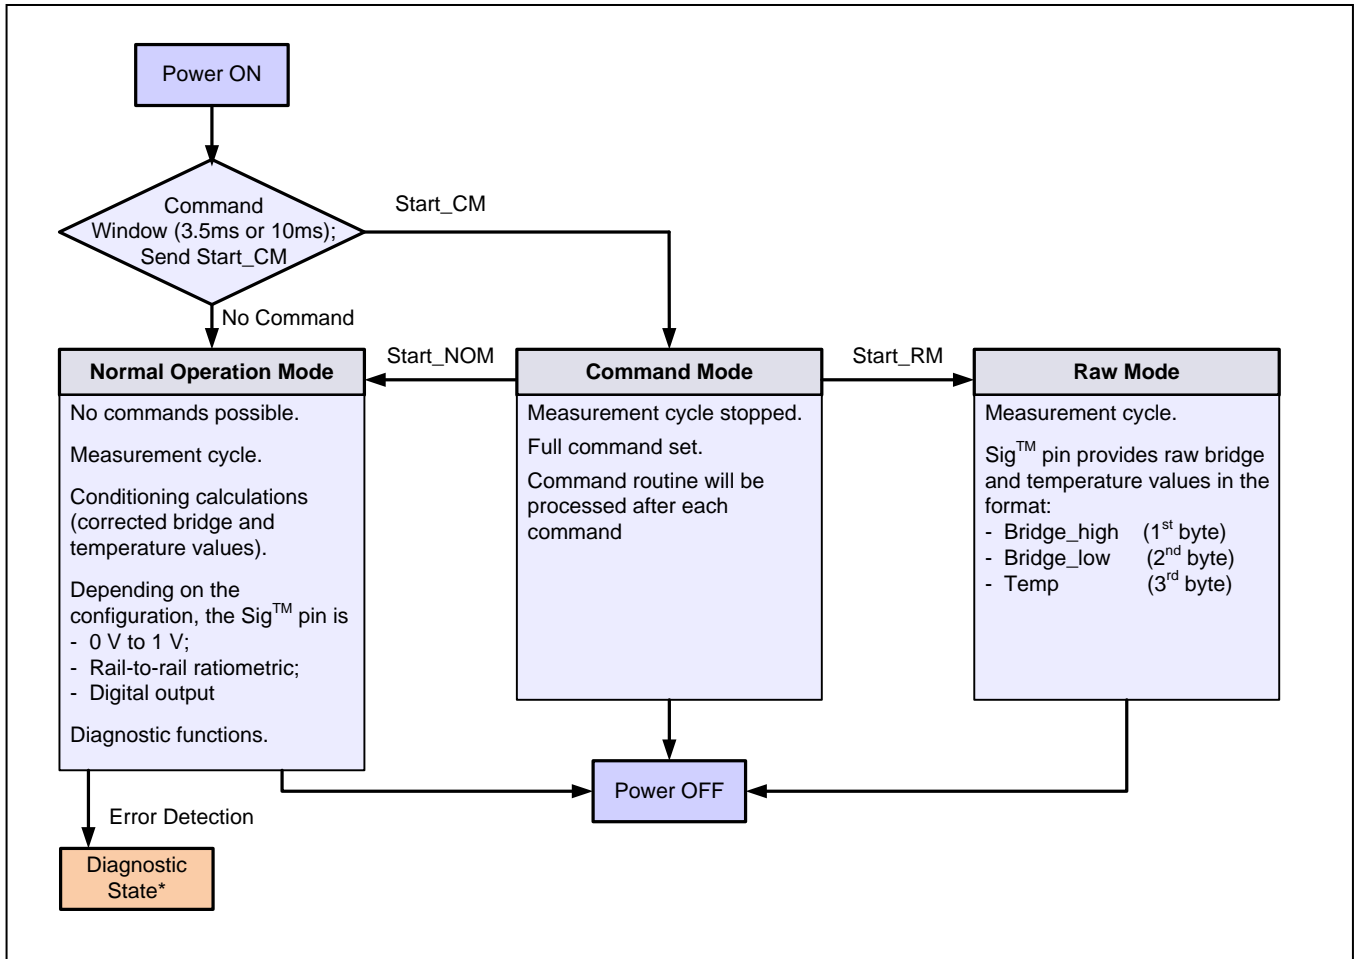 Power ON
Command
Window (3.5ms or 10ms);
Send Start_CM
Start_CM
No Command
Normal Operation Mode
No commands possible.
Measurement cycle.
Conditioning calculations
(corrected bridge and
temperature values).
Depending on the
configuration, the Sig™ pin is
- 0 V to 1 V;
- Rail-to-rail ratiometric;
- Digital output
Diagnostic functions.
Start_NOM
Command Mode
Measurement cycle stopped.
Full command set.
Command routine will be
processed after each
command
Start_RM
Raw Mode
Measurement cycle.
Sig™ pin provides raw bridge
and temperature values in the
format:
- Bridge_high (1st byte)
- Bridge_low (2nd byte)
- Temp (3rd byte)
Power OFF
Error Detection
Diagnostic
State*